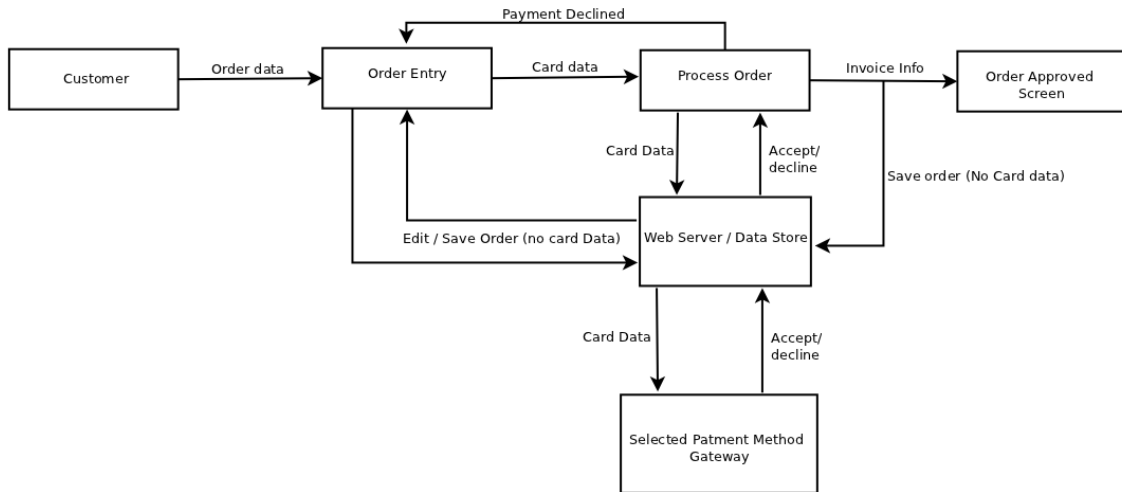 Payment Declined
Customer
Order data
Order Entry
Card data
Process Order
Invoice Info
Order Approved
Screen
Card Data
Accept/
decline
Save order (No Card data)
Edit / Save Order (no card Data)
Web Server / Data Store
Card Data
Accept/
decline
Selected Patment Method
Gateway